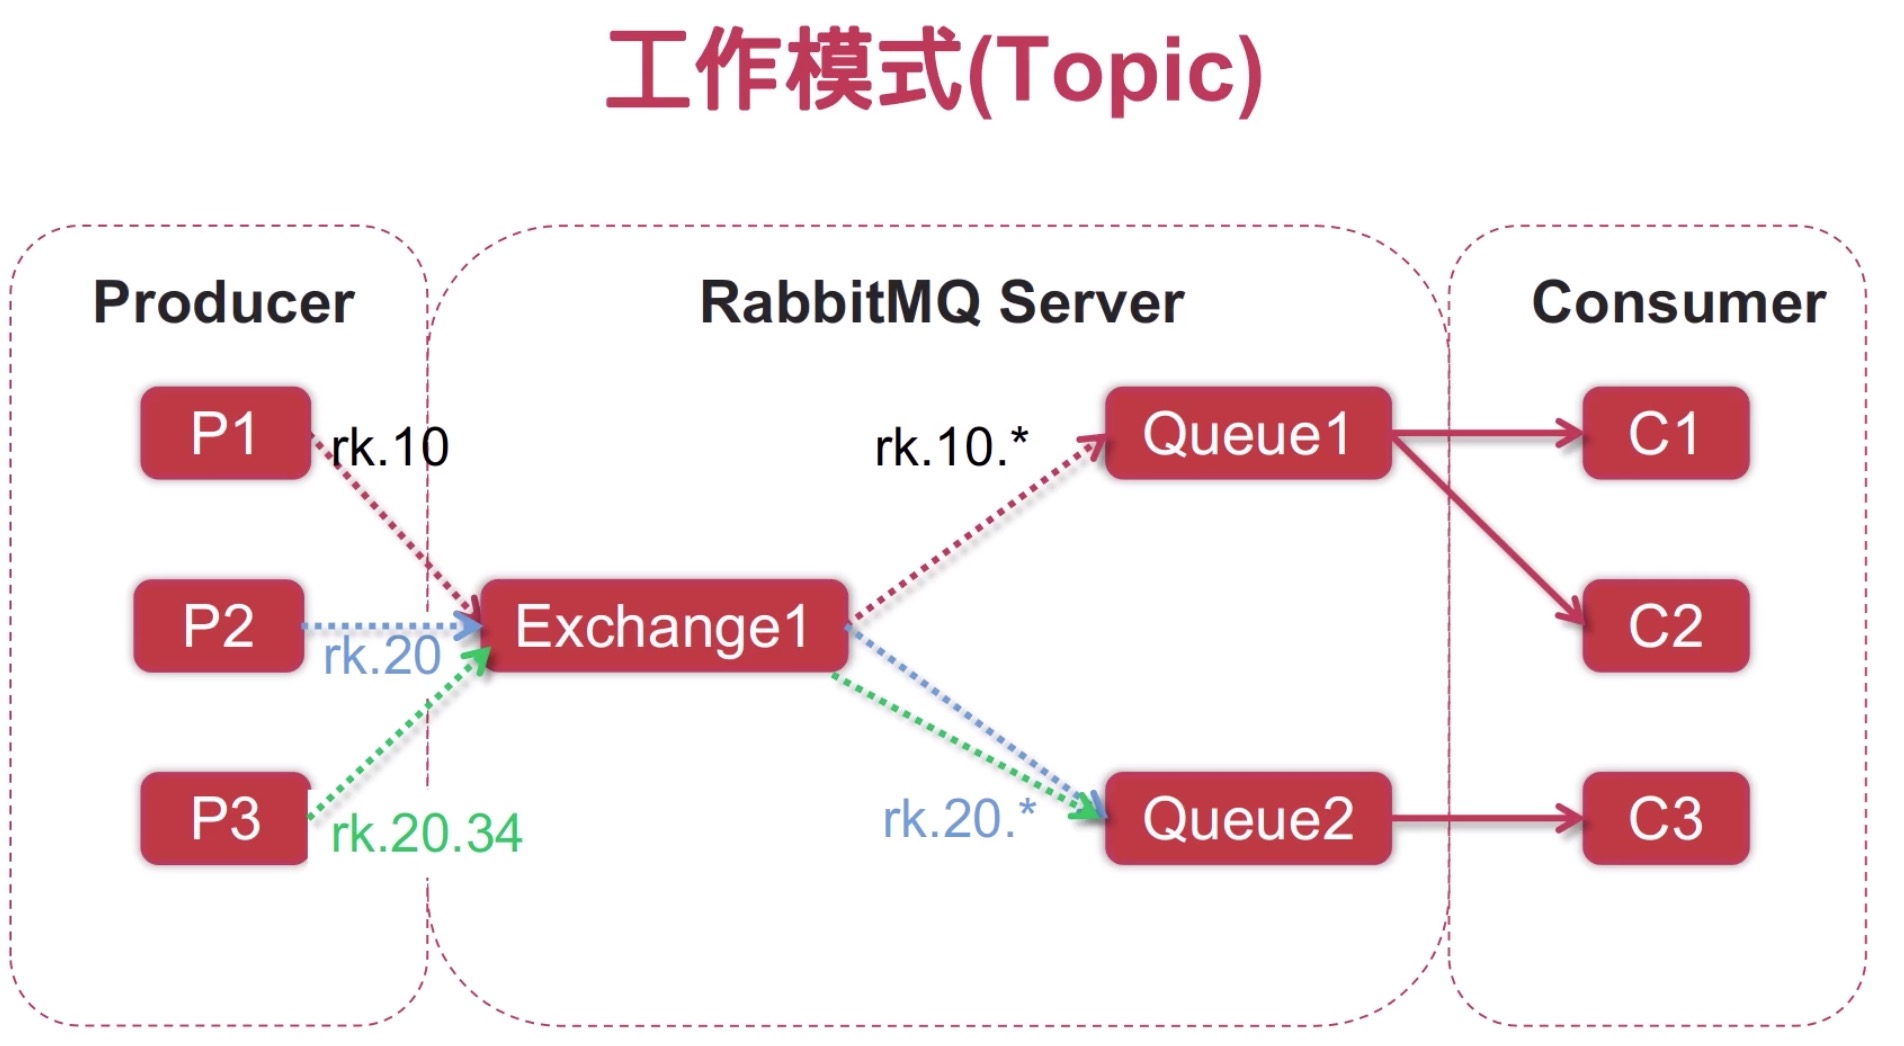 工作模式(Topic)
Producer
RabbitMQ Server
Consumer
P1
rk.10
rk.10.*
Queue1
C1
P2
rk.20
Exchange1
C2
P3
rk.20.34
rk.20.*
Queue2
C3